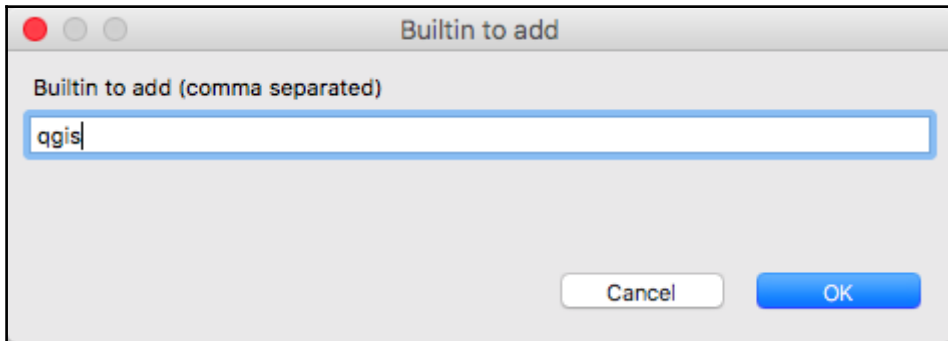 Builtin to add
Builtin to add (comma separated)
qgis
Cancel OK